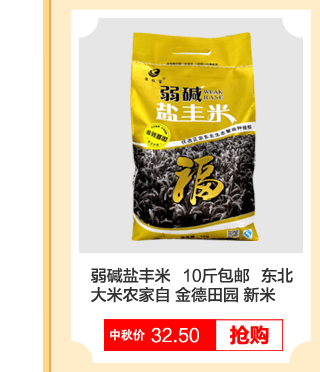 弱碱
WEAK
BASE
盐丰米
福
弱碱盐丰米 10斤包邮 东北
大米农家自 金德田园 新米
中秋价 32.50 抢购